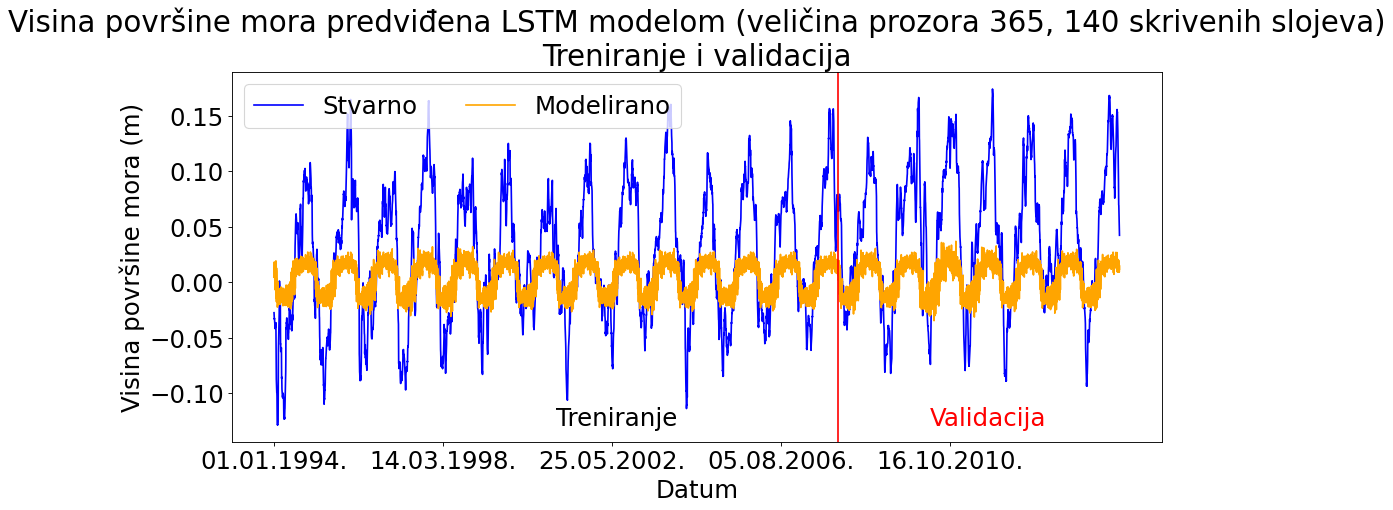 Visina površine mora predviđena LSTM modelom (veličina prozora 365, 140 skrivenih slojeva)
Treniranje i validacija
Stvarno
Modelirano
Visina površine mora (m)
0.15
0.10
0.05
0.00
−0.05
−0.10
Treniranje
Validacija
01.01.1994.
14.03.1998.
25.05.2002.
05.08.2006.
16.10.2010.
Datum